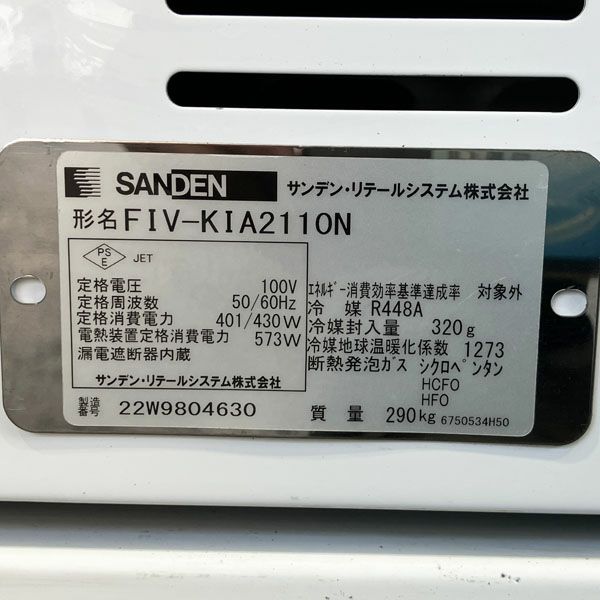 SANDEN サンデン・リテールシステム株式会社
形名 FIV-KIA2110N
PS E JET
定格電圧 100V
定格周波数 50/60Hz
定格消費電力 401/430W
電熱装置定格消費電力 573W
漏電遮断器内蔵
サンデン・リテールシステム株式会社
エネルギー消費効率基準達成率 対象外
冷媒 R448A
冷媒封入量 320g
冷媒地球温暖化係数 1273
断熱発泡ガス シクロペンタン
HCFO
HFO
製造番号 22W9804630
質量 290kg 6750534H50